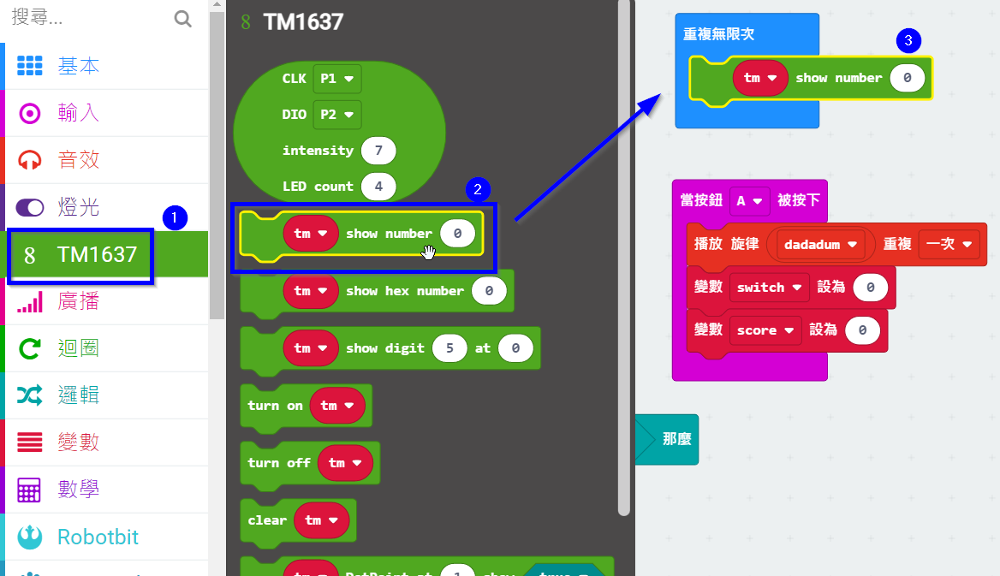 搜尋...
基本
輸入
音效
燈光
1
8 TM1637
廣播
迴圈
邏輯
變數
數學
Robotbit
8 TM1637
CLK P1
DIO P2
intensity 7
LED count 4
2
tm show number 0
tm show hex number 0
tm show digit 5 at 0
turn on tm
turn off tm
clear tm
重複無限次
3
tm show number 0
當按鈕 A 被按下
播放 旋律 dadadum 重複 一次
變數 switch 設為 0
變數 score 設為 0
那麼